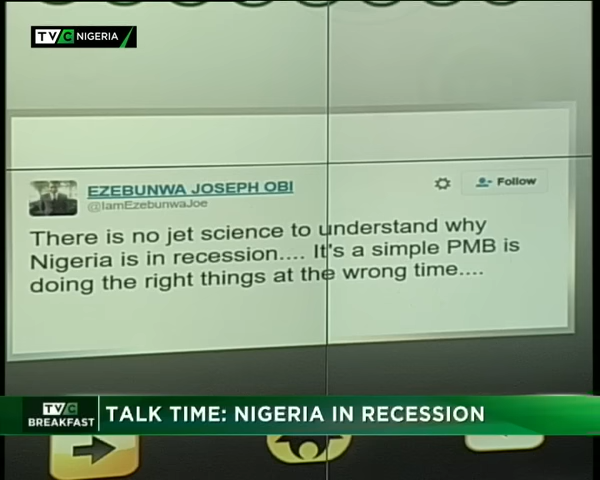 TVC NIGERIA
EZEBUNWA JOSEPH OBI
@IamEzebunwaJoe
Follow
There is no jet science to understand why
Nigeria is in recession.... It's a simple PMB is
doing the right things at the wrong time....
TVC
BREAKFAST
TALK TIME: NIGERIA IN RECESSION